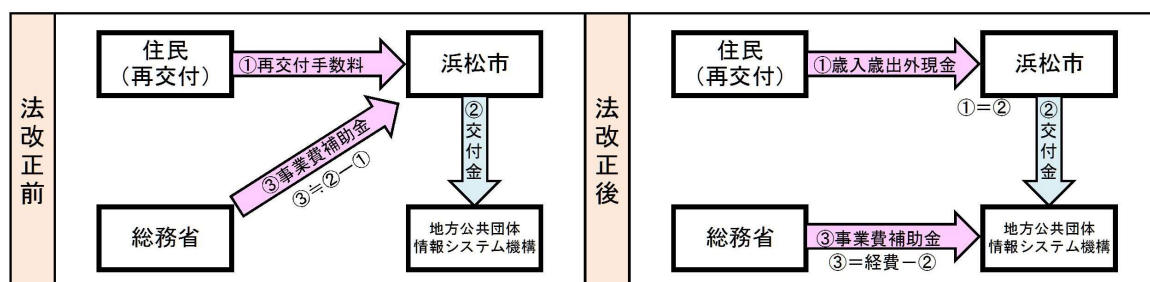 法改正前
住民
(再交付)
①再交付手数料
浜松市
②交付金
③事業費補助金
③≒②－①
総務省
地方公共団体
情報システム機構
法改正後
住民
(再交付)
①歳入歳出外現金
浜松市
①＝②
②交付金
総務省
③事業費補助金
③＝経費－②
地方公共団体
情報システム機構